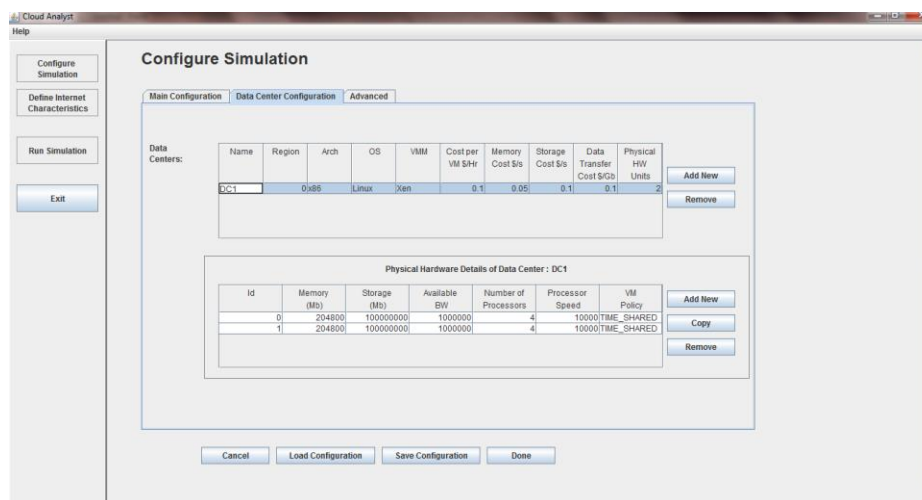 Cloud Analyst
Help
Configure Simulation
Configure
Simulation
Define Internet
Characteristics
Run Simulation
Exit
Main Configuration Data Center Configuration Advanced
Data
Centers:
Name Region Arch OS VMM Cost per VM $/Hr Memory Cost $/s Storage Cost $/s Data Transfer Cost $/Gb Physical HW Units
DC1 0 x86 Linux Xen 0.1 0.05 0.1 0.1 2
Add New
Remove
Physical Hardware Details of Data Center : DC1
Id Memory (Mb) Storage (Mb) Available BW Number of Processors Processor Speed VM Policy
0 204800 100000000 1000000 4 10000 TIME_SHARED
1 204800 100000000 1000000 4 10000 TIME_SHARED
Add New
Copy
Remove
Cancel Load Configuration Save Configuration Done